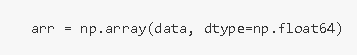 arr = np.array(data, dtype=np.float64)